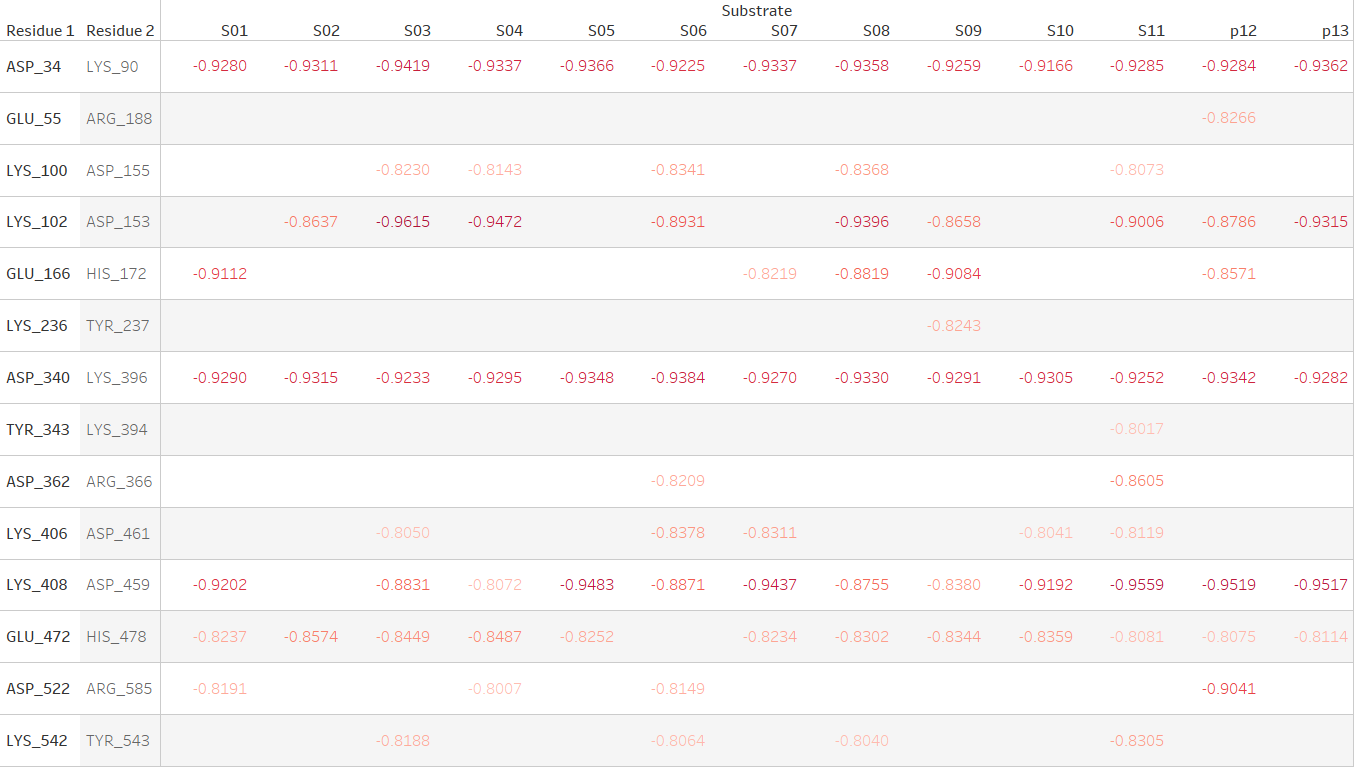 Substrate
Residue 1 Residue 2 S01 S02 S03 S04 S05 S06 S07 S08 S09 S10 S11 p12 p13
ASP_34 LYS_90 -0.9280 -0.9311 -0.9419 -0.9337 -0.9366 -0.9225 -0.9337 -0.9358 -0.9259 -0.9166 -0.9285 -0.9284 -0.9362
GLU_55 ARG_188 -0.8266
LYS_100 ASP_155 -0.8230 -0.8143 -0.8341 -0.8368 -0.8073
LYS_102 ASP_153 -0.8637 -0.9615 -0.9472 -0.8931 -0.9396 -0.8658 -0.9006 -0.8786 -0.9315
GLU_166 HIS_172 -0.9112 -0.8219 -0.8819 -0.9084 -0.8571
LYS_236 TYR_237 -0.8243
ASP_340 LYS_396 -0.9290 -0.9315 -0.9233 -0.9295 -0.9348 -0.9384 -0.9270 -0.9330 -0.9291 -0.9305 -0.9252 -0.9342 -0.9282
TYR_343 LYS_394 -0.8017
ASP_362 ARG_366 -0.8209 -0.8605
LYS_406 ASP_461 -0.8050 -0.8378 -0.8311 -0.8041 -0.8119
LYS_408 ASP_459 -0.9202 -0.8831 -0.8072 -0.9483 -0.8871 -0.9437 -0.8755 -0.8380 -0.9192 -0.9559 -0.9519 -0.9517
GLU_472 HIS_478 -0.8237 -0.8574 -0.8449 -0.8487 -0.8252 -0.8234 -0.8302 -0.8344 -0.8359 -0.8081 -0.8075 -0.8114
ASP_522 ARG_585 -0.8191 -0.8007 -0.8149 -0.9041
LYS_542 TYR_543 -0.8188 -0.8064 -0.8040 -0.8305